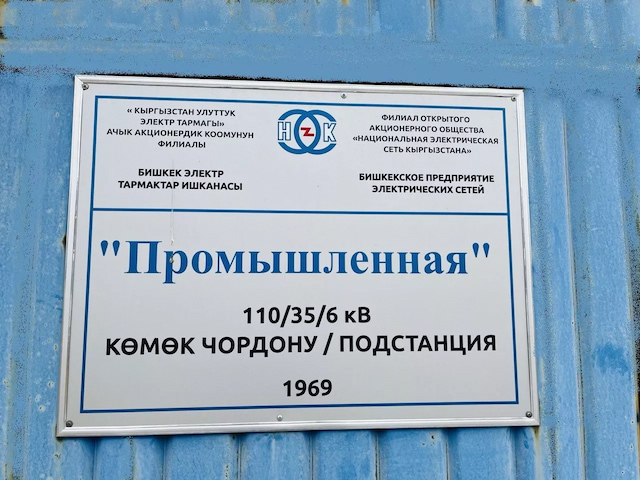 « КЫРГЫЗСТАН УЛУТТУК
ЭЛЕКТР ТАРМАГЫ»
АЧЫК АКЦИОНЕРДИК КООМУНУН
ФИЛИАЛЫ
БИШКЕК ЭЛЕКТР
ТАРМАКТАР ИШКАНАСЫ
Н Z К
ФИЛИАЛ ОТКРЫТОГО
АКЦИОНЕРНОГО ОБЩЕСТВА
«НАЦИОНАЛЬНАЯ ЭЛЕКТРИЧЕСКАЯ
СЕТЬ КЫРГЫЗСТАНА»
БИШКЕКСКОЕ ПРЕДПРИЯТИЕ
ЭЛЕКТРИЧЕСКИХ СЕТЕЙ
"Промышленная"
110/35/6 кВ
КӨМӨК ЧОРДОНУ / ПОДСТАНЦИЯ
1969